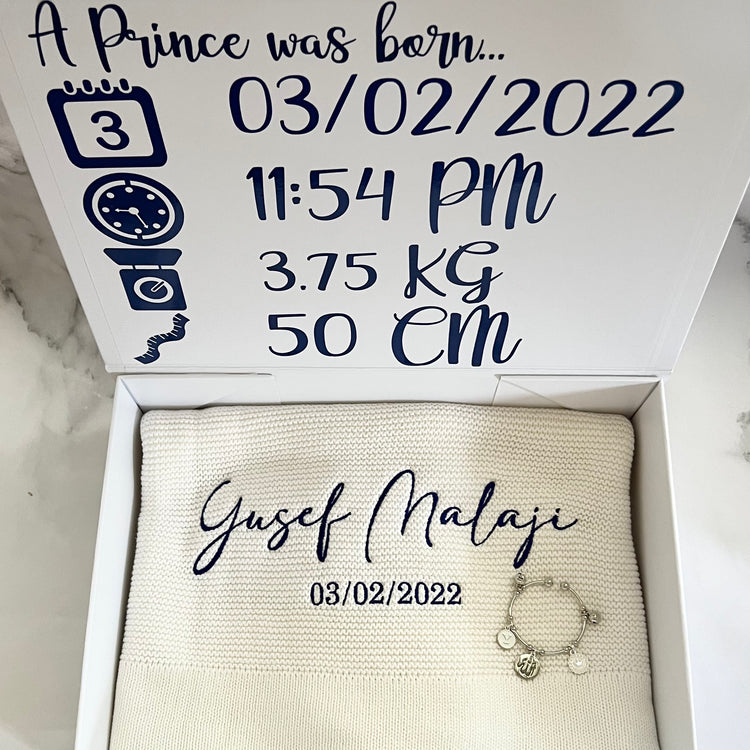 A Prince was born...
3
03/02/2022
11:54 PM
3.75 KG
50 CM
Yusef Malaji
03/02/2022